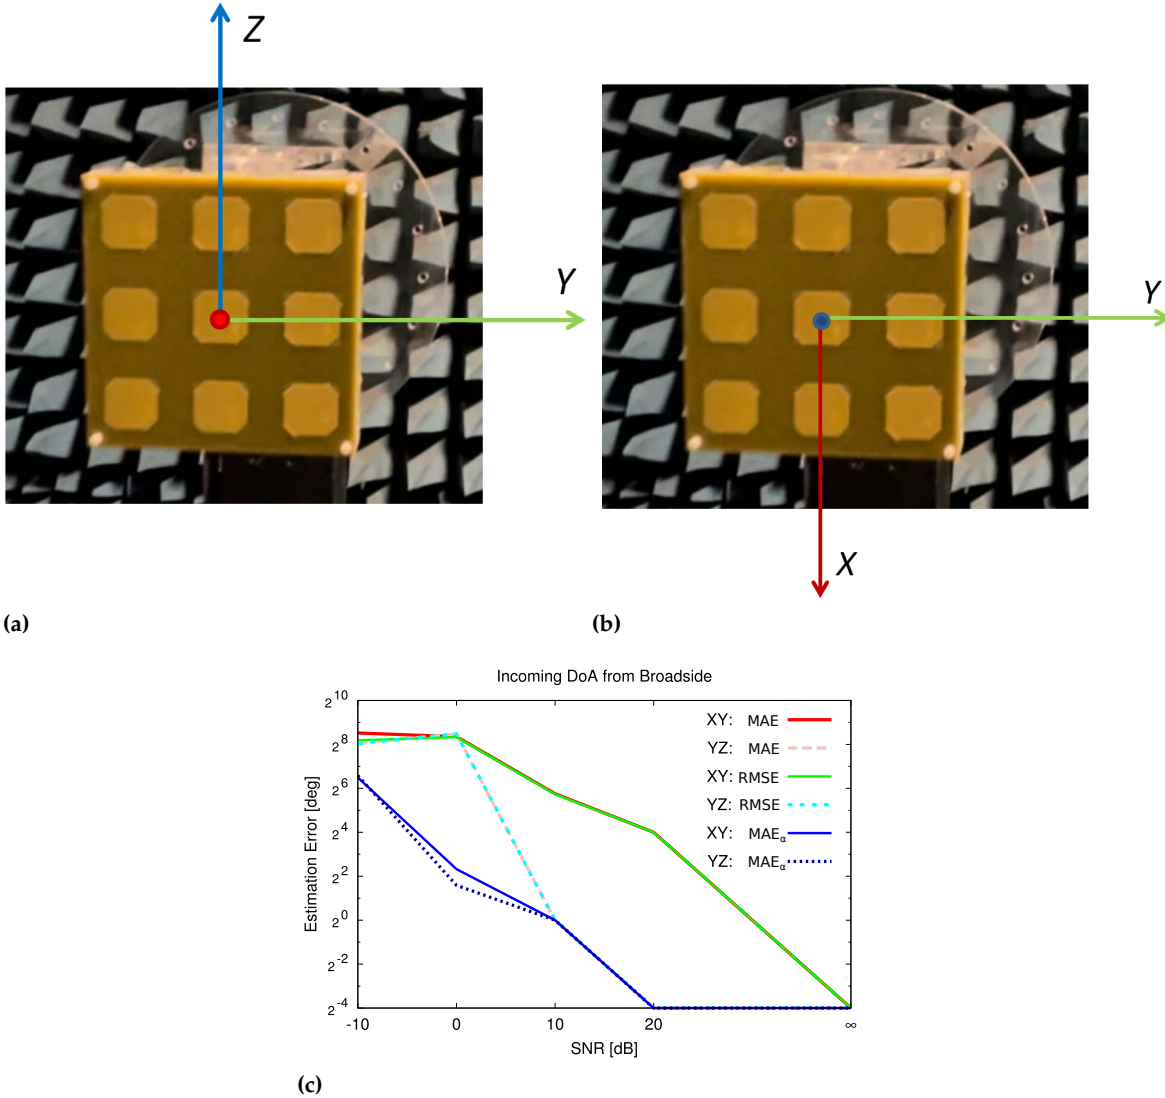 Z
Y
Y
X
(a)
(b)
Incoming DoA from Broadside
Estimation Error [deg]
2^10
2^8
2^6
2^4
2^2
2^0
2^-2
2^-4
XY: MAE
YZ: MAE
XY: RMSE
YZ: RMSE
XY: MAE_α
YZ: MAE_α
-10 0 10 20 ∞
SNR [dB]
(c)